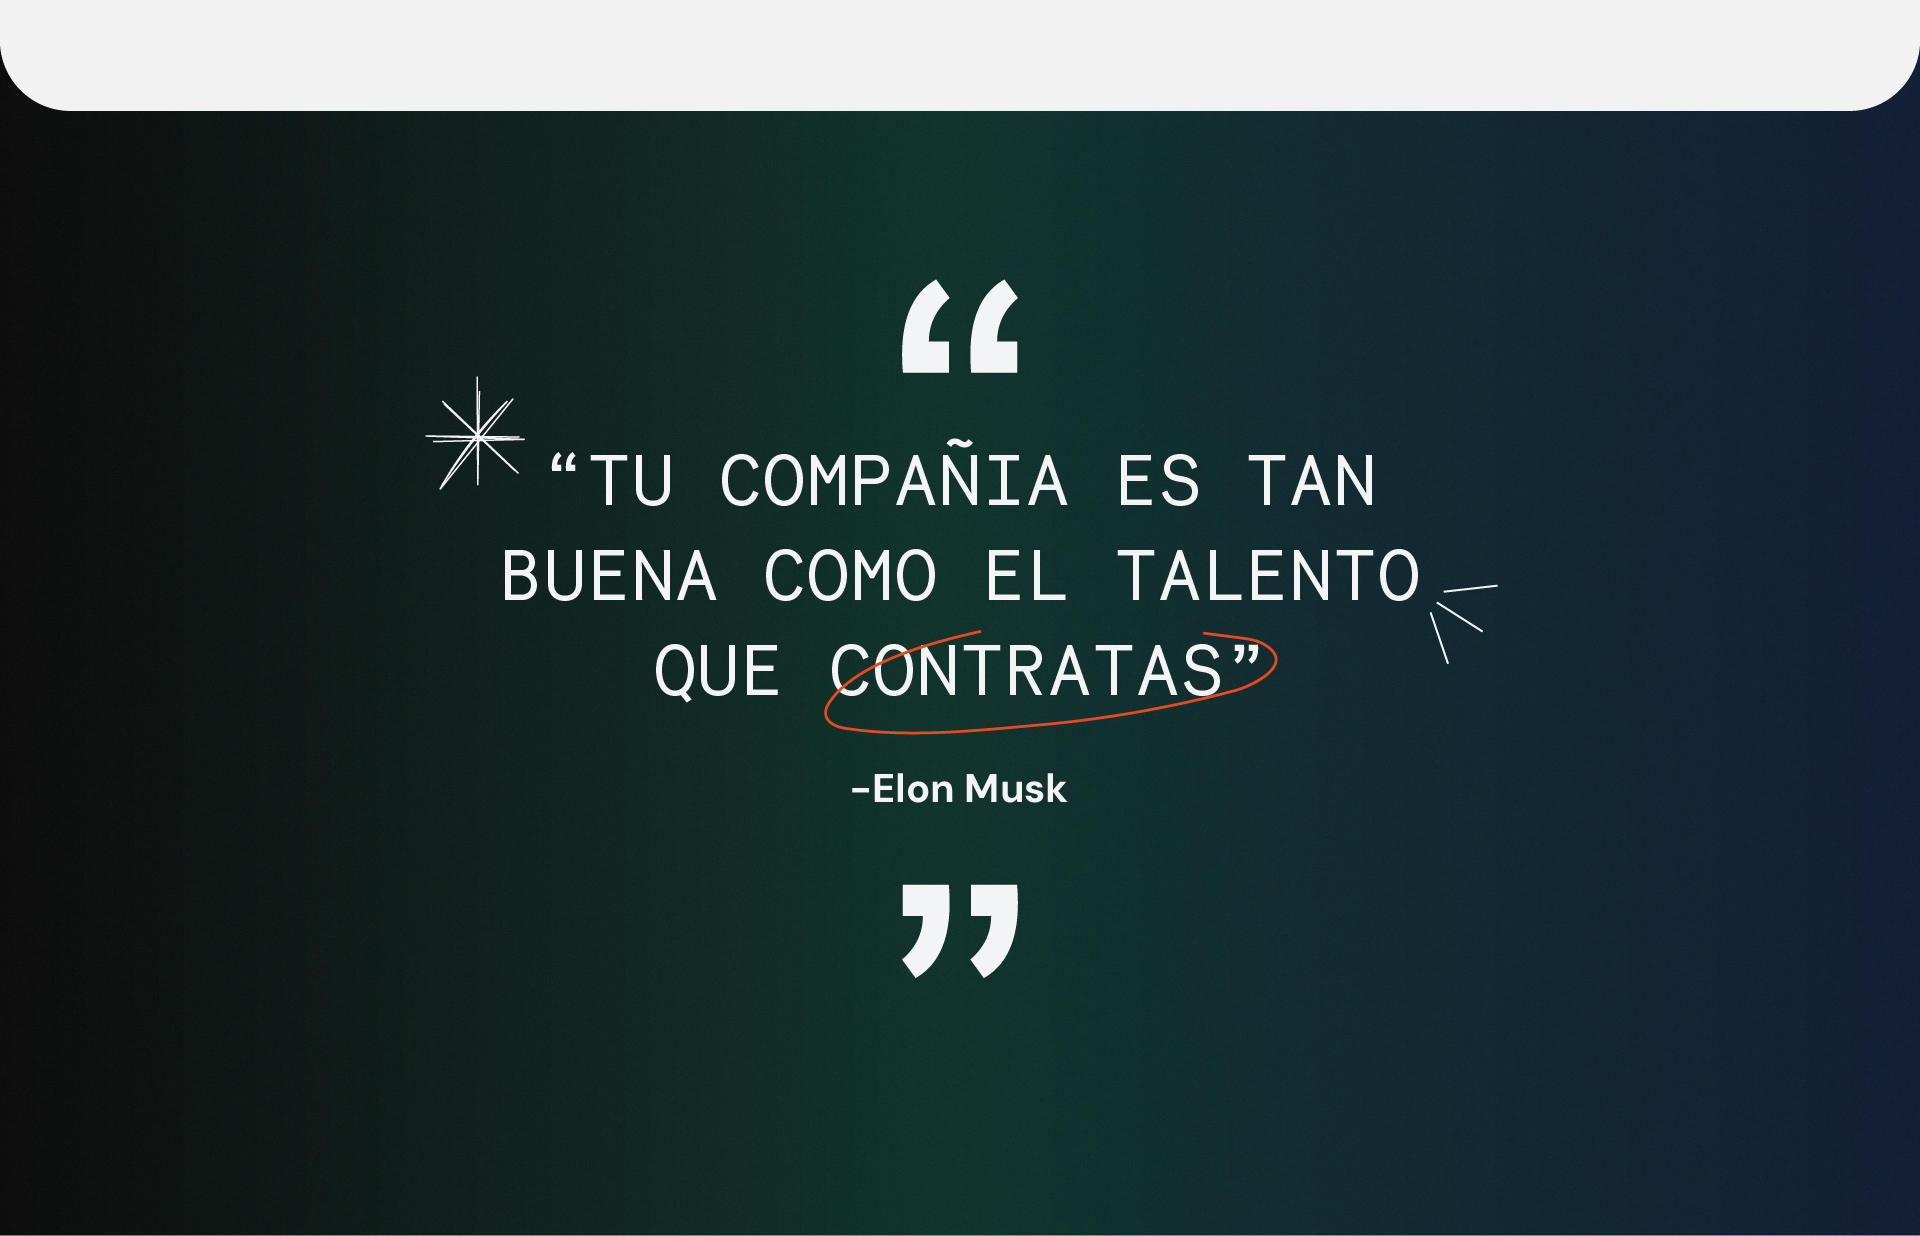 “
“TU COMPAÑIA ES TAN
BUENA COMO EL TALENTO
QUE CONTRATAS”
-Elon Musk
”